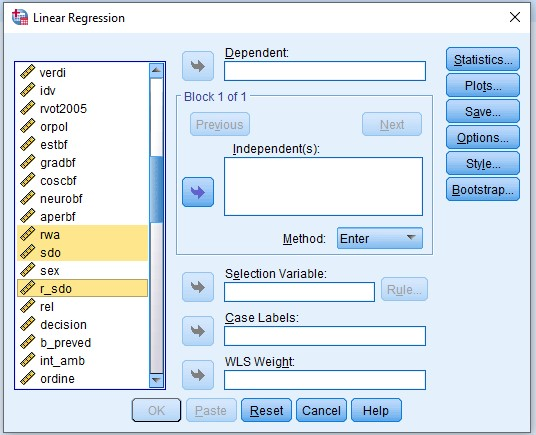 Linear Regression
verdi
idv
rvot2005
orpol
estbf
gradbf
coscbf
neurobf
aperbf
rwa
sdo
sex
r_sdo
rel
decision
b_preved
int_amb
ordine
Dependent:
Block 1 of 1
Previous
Next
Independent(s):
Method: Enter
Selection Variable:
Rule...
Case Labels:
WLS Weight:
Statistics...
Plots...
Save...
Options...
Style...
Bootstrap...
OK Paste Reset Cancel Help